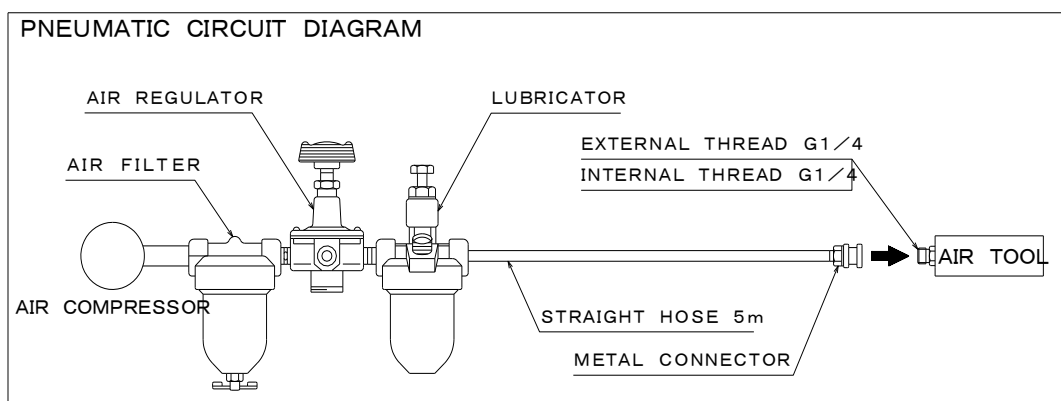 PNEUMATIC CIRCUIT DIAGRAM
AIR REGULATOR
LUBRICATOR
EXTERNAL THREAD G1/4
INTERNAL THREAD G1/4
AIR FILTER
AIR TOOL
AIR COMPRESSOR
STRAIGHT HOSE 5m
METAL CONNECTOR